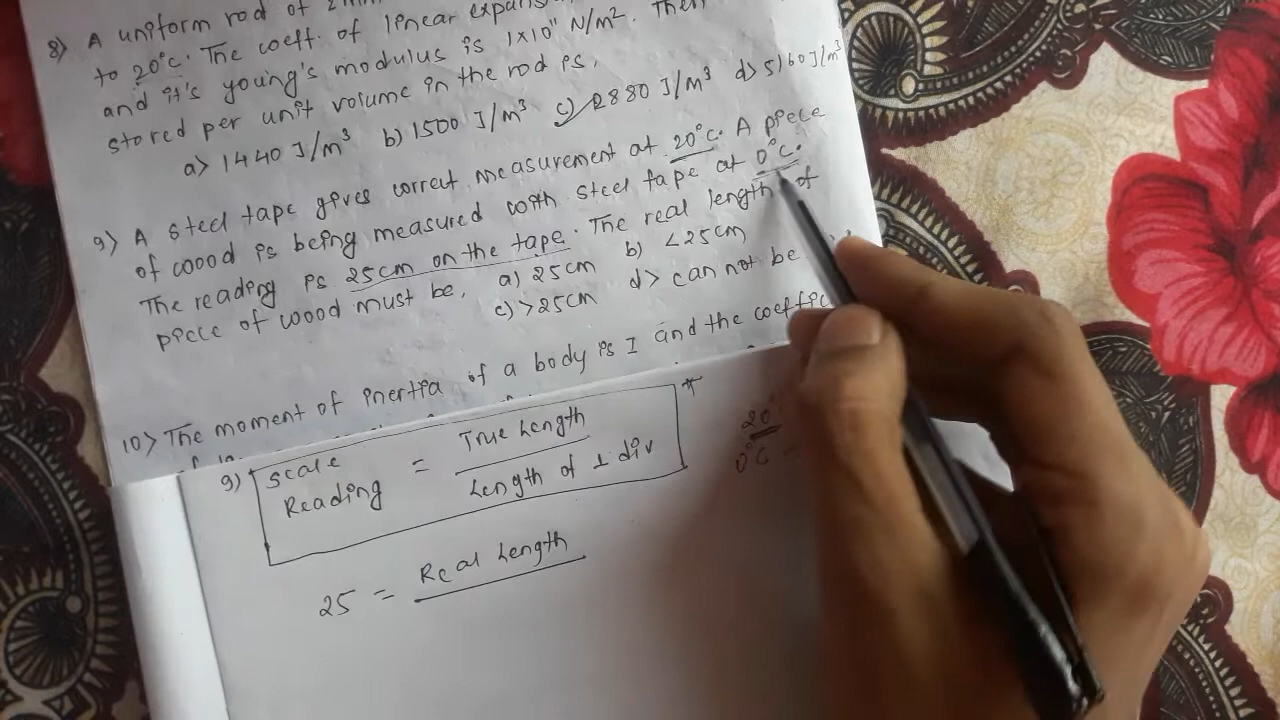 8) A uniform rod of
to 20°c. The coeff. of linear
and it's young's modulus is 1×10¹¹ N/m². Then
stored per unit volume in the rod is.
a) 1440 J/m³ b) 1500 J/m³ c) 2880 J/m³ d) 5760 J/m³
9) A steel tape gives correct measurement at 20°c. A piece
of wood is being measured with steel tape at 0°c.
The reading is 25cm on the tape. The real length of
piece of wood must be, a) 25cm b) <25cm
c) >25cm d) can not be
10) The moment of inertia of a body is I and the
9) Scale Reading = True Length / Length of 1 div *
20°
0°C -
25 = Real Length